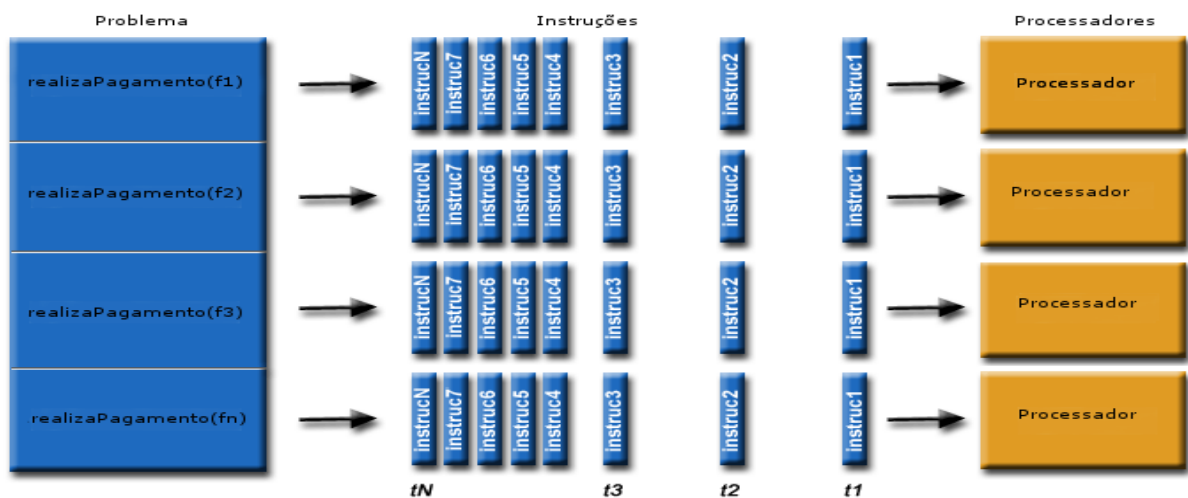 Problema Instruções Processadores
realizaPagamento(f1) instrucN instruc7 instruc6 instruc5 instruc4 instruc3 instruc2 instruc1 Processador
realizaPagamento(f2) instrucN instruc7 instruc6 instruc5 instruc4 instruc3 instruc2 instruc1 Processador
realizaPagamento(f3) instrucN instruc7 instruc6 instruc5 instruc4 instruc3 instruc2 instruc1 Processador
.realizaPagamento(fn) instrucN instruc7 instruc6 instruc5 instruc4 instruc3 instruc2 instruc1 Processador
tN t3 t2 t1